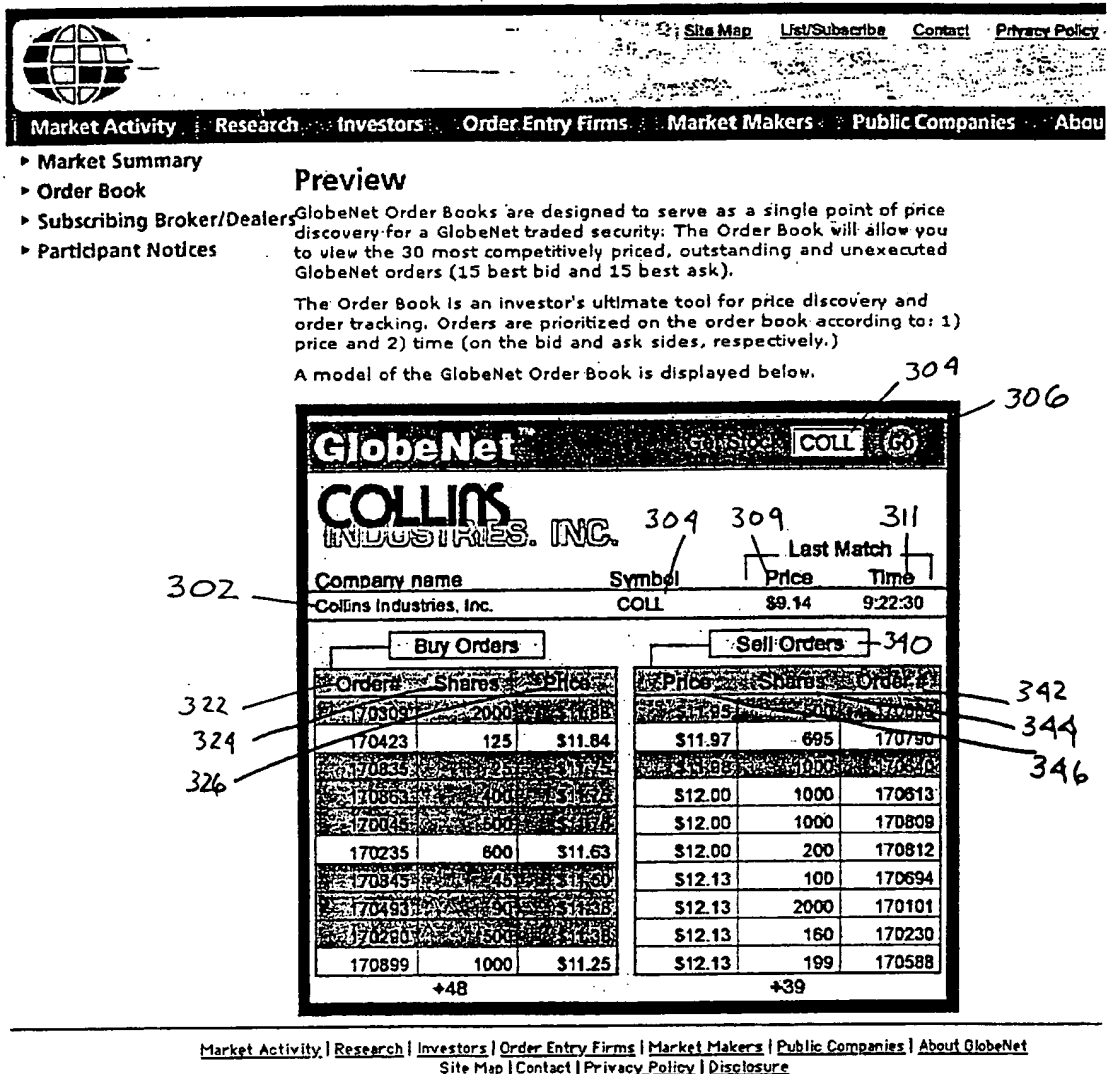 Site Map List/Subscribe Contact Privacy Policy
Market Activity Research Investors Order Entry Firms Market Makers Public Companies Abou
▸ Market Summary
▸ Order Book
▸ Subscribing Broker/Dealers
▸ Participant Notices
Preview
GlobeNet Order Books are designed to serve as a single point of price
discovery for a GlobeNet traded security: The Order Book will allow you
to view the 30 most competitively priced, outstanding and unexecuted
GlobeNet orders (15 best bid and 15 best ask).
The Order Book is an investor's ultimate tool for price discovery and
order tracking. Orders are prioritized on the order book according to: 1)
price and 2) time (on the bid and ask sides, respectively.)
A model of the GlobeNet Order Book is displayed below.
304
306
GlobeNet™ COLL Go
COLLINS
INDUSTRIES, INC.
304 309 311
Last Match
Company name Symbol Price Time
302
Collins Industries, Inc. COLL $9.14 9:22:30
Buy Orders Sell Orders 340
Order# Shares Price Price Shares Order #
322 342
170309 2000
324 344
170423 125 $11.84 $11.97 695 170790
326 346
$12.00 1000 170613
$12.00 1000 170809
170235 600 $11.63 $12.00 200 170812
170845 45 $12.13 100 170694
170493 90 $12.13 2000 170101
170290 500 $12.13 160 170230
170899 1000 $11.25 $12.13 199 170588
+48 +39
Market Activity | Research | Investors | Order Entry Firms | Market Makers | Public Companies | About GlobeNet
Site Map | Contact | Privacy Policy | Disclosure